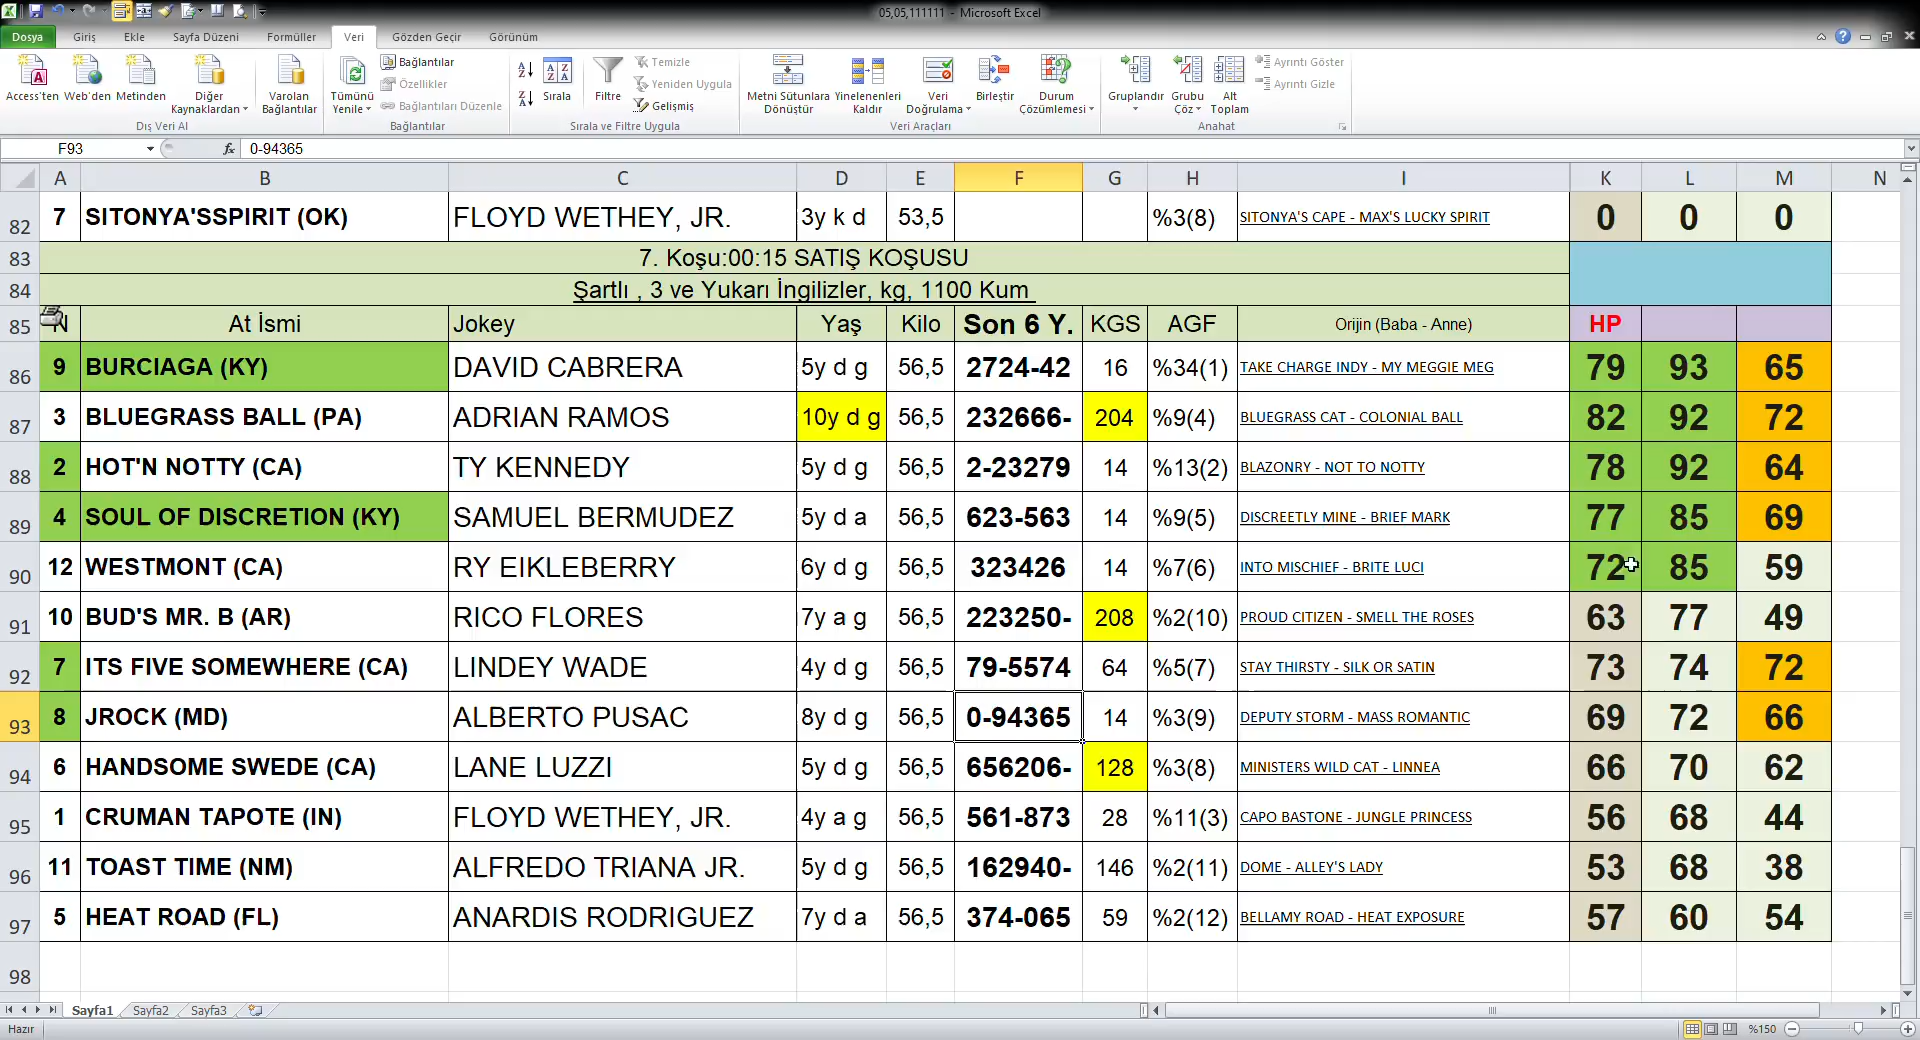 05,05,111111 - Microsoft Excel
Dosya Giriş Ekle Sayfa Düzeni Formüller Veri Gözden Geçir Görünüm
Access'ten Web'den Metinden Diğer Kaynaklardan Varolan Bağlantılar
Dış Veri Al
Tümünü Yenile Bağlantılar Özellikler Bağlantıları Düzenle
Bağlantılar
Sırala Filtre Temizle Yeniden Uygula Gelişmiş
Sırala ve Filtre Uygula
Metni Sütunlara Dönüştür Yinelenenleri Kaldır Veri Doğrulama Birleştir Durum Çözümlemesi
Veri Araçları
Gruplandır Grubu Çöz Alt Toplam Ayrıntı Göster Ayrıntı Gizle
Anahat
F93 fx 0-94365
A B C D E F G H I K L M N
82 7 SITONYA'SSPIRIT (OK) FLOYD WETHEY, JR. 3y k d 53,5 %3(8) SITONYA'S CAPE - MAX'S LUCKY SPIRIT 0 0 0
83 7. Koşu:00:15 SATIŞ KOŞUSU
84 Şartlı , 3 ve Yukarı İngilizler, kg, 1100 Kum
85 N At İsmi Jokey Yaş Kilo Son 6 Y. KGS AGF Orijin (Baba - Anne) HP
86 9 BURCIAGA (KY) DAVID CABRERA 5y d g 56,5 2724-42 16 %34(1) TAKE CHARGE INDY - MY MEGGIE MEG 79 93 65
87 3 BLUEGRASS BALL (PA) ADRIAN RAMOS 10y d g 56,5 232666- 204 %9(4) BLUEGRASS CAT - COLONIAL BALL 82 92 72
88 2 HOT'N NOTTY (CA) TY KENNEDY 5y d g 56,5 2-23279 14 %13(2) BLAZONRY - NOT TO NOTTY 78 92 64
89 4 SOUL OF DISCRETION (KY) SAMUEL BERMUDEZ 5y d a 56,5 623-563 14 %9(5) DISCREETLY MINE - BRIEF MARK 77 85 69
90 12 WESTMONT (CA) RY EIKLEBERRY 6y d g 56,5 323426 14 %7(6) INTO MISCHIEF - BRITE LUCI 72 85 59
91 10 BUD'S MR. B (AR) RICO FLORES 7y a g 56,5 223250- 208 %2(10) PROUD CITIZEN - SMELL THE ROSES 63 77 49
92 7 ITS FIVE SOMEWHERE (CA) LINDEY WADE 4y d g 56,5 79-5574 64 %5(7) STAY THIRSTY - SILK OR SATIN 73 74 72
93 8 JROCK (MD) ALBERTO PUSAC 8y d g 56,5 0-94365 14 %3(9) DEPUTY STORM - MASS ROMANTIC 69 72 66
94 6 HANDSOME SWEDE (CA) LANE LUZZI 5y d g 56,5 656206- 128 %3(8) MINISTERS WILD CAT - LINNEA 66 70 62
95 1 CRUMAN TAPOTE (IN) FLOYD WETHEY, JR. 4y a g 56,5 561-873 28 %11(3) CAPO BASTONE - JUNGLE PRINCESS 56 68 44
96 11 TOAST TIME (NM) ALFREDO TRIANA JR. 5y d g 56,5 162940- 146 %2(11) DOME - ALLEY'S LADY 53 68 38
97 5 HEAT ROAD (FL) ANARDIS RODRIGUEZ 7y d a 56,5 374-065 59 %2(12) BELLAMY ROAD - HEAT EXPOSURE 57 60 54
98
Sayfa1 Sayfa2 Sayfa3
Hazır %150